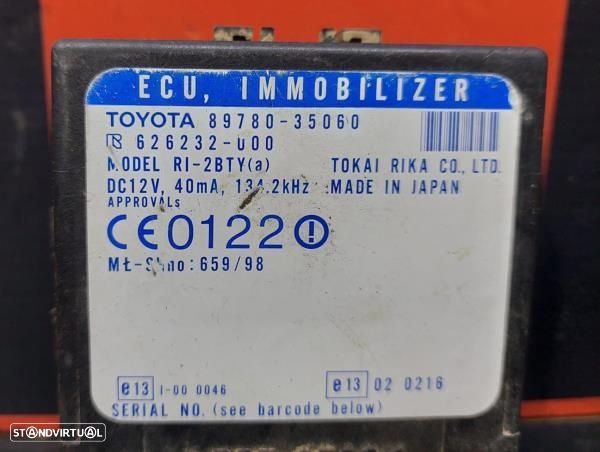 ECU, IMMOBILIZER
TOYOTA 89780-35060
626232-000
MODEL RI-2BTY(a) TOKAI RIKA CO., LTD.
DC12V, 40mA, 134.2kHz MADE IN JAPAN
APPROVALs
CE0122
659/98
e13 I-00 0046 e13 02 0216
SERIAL NO. (see barcode below)
STANDVIRTUAL